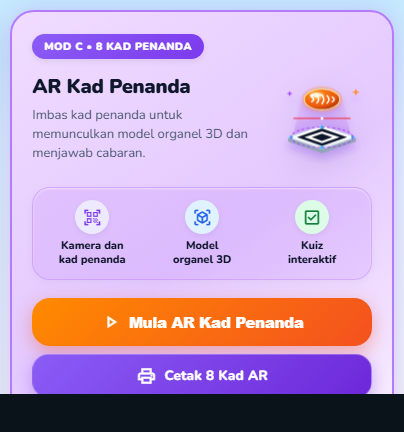 MOD C • 8 KAD PENANDA
AR Kad Penanda
Imbas kad penanda untuk
memunculkan model organel 3D dan
menjawab cabaran.
Kamera dan
kad penanda
Model
organel 3D
Kuiz
interaktif
Mula AR Kad Penanda
Cetak 8 Kad AR